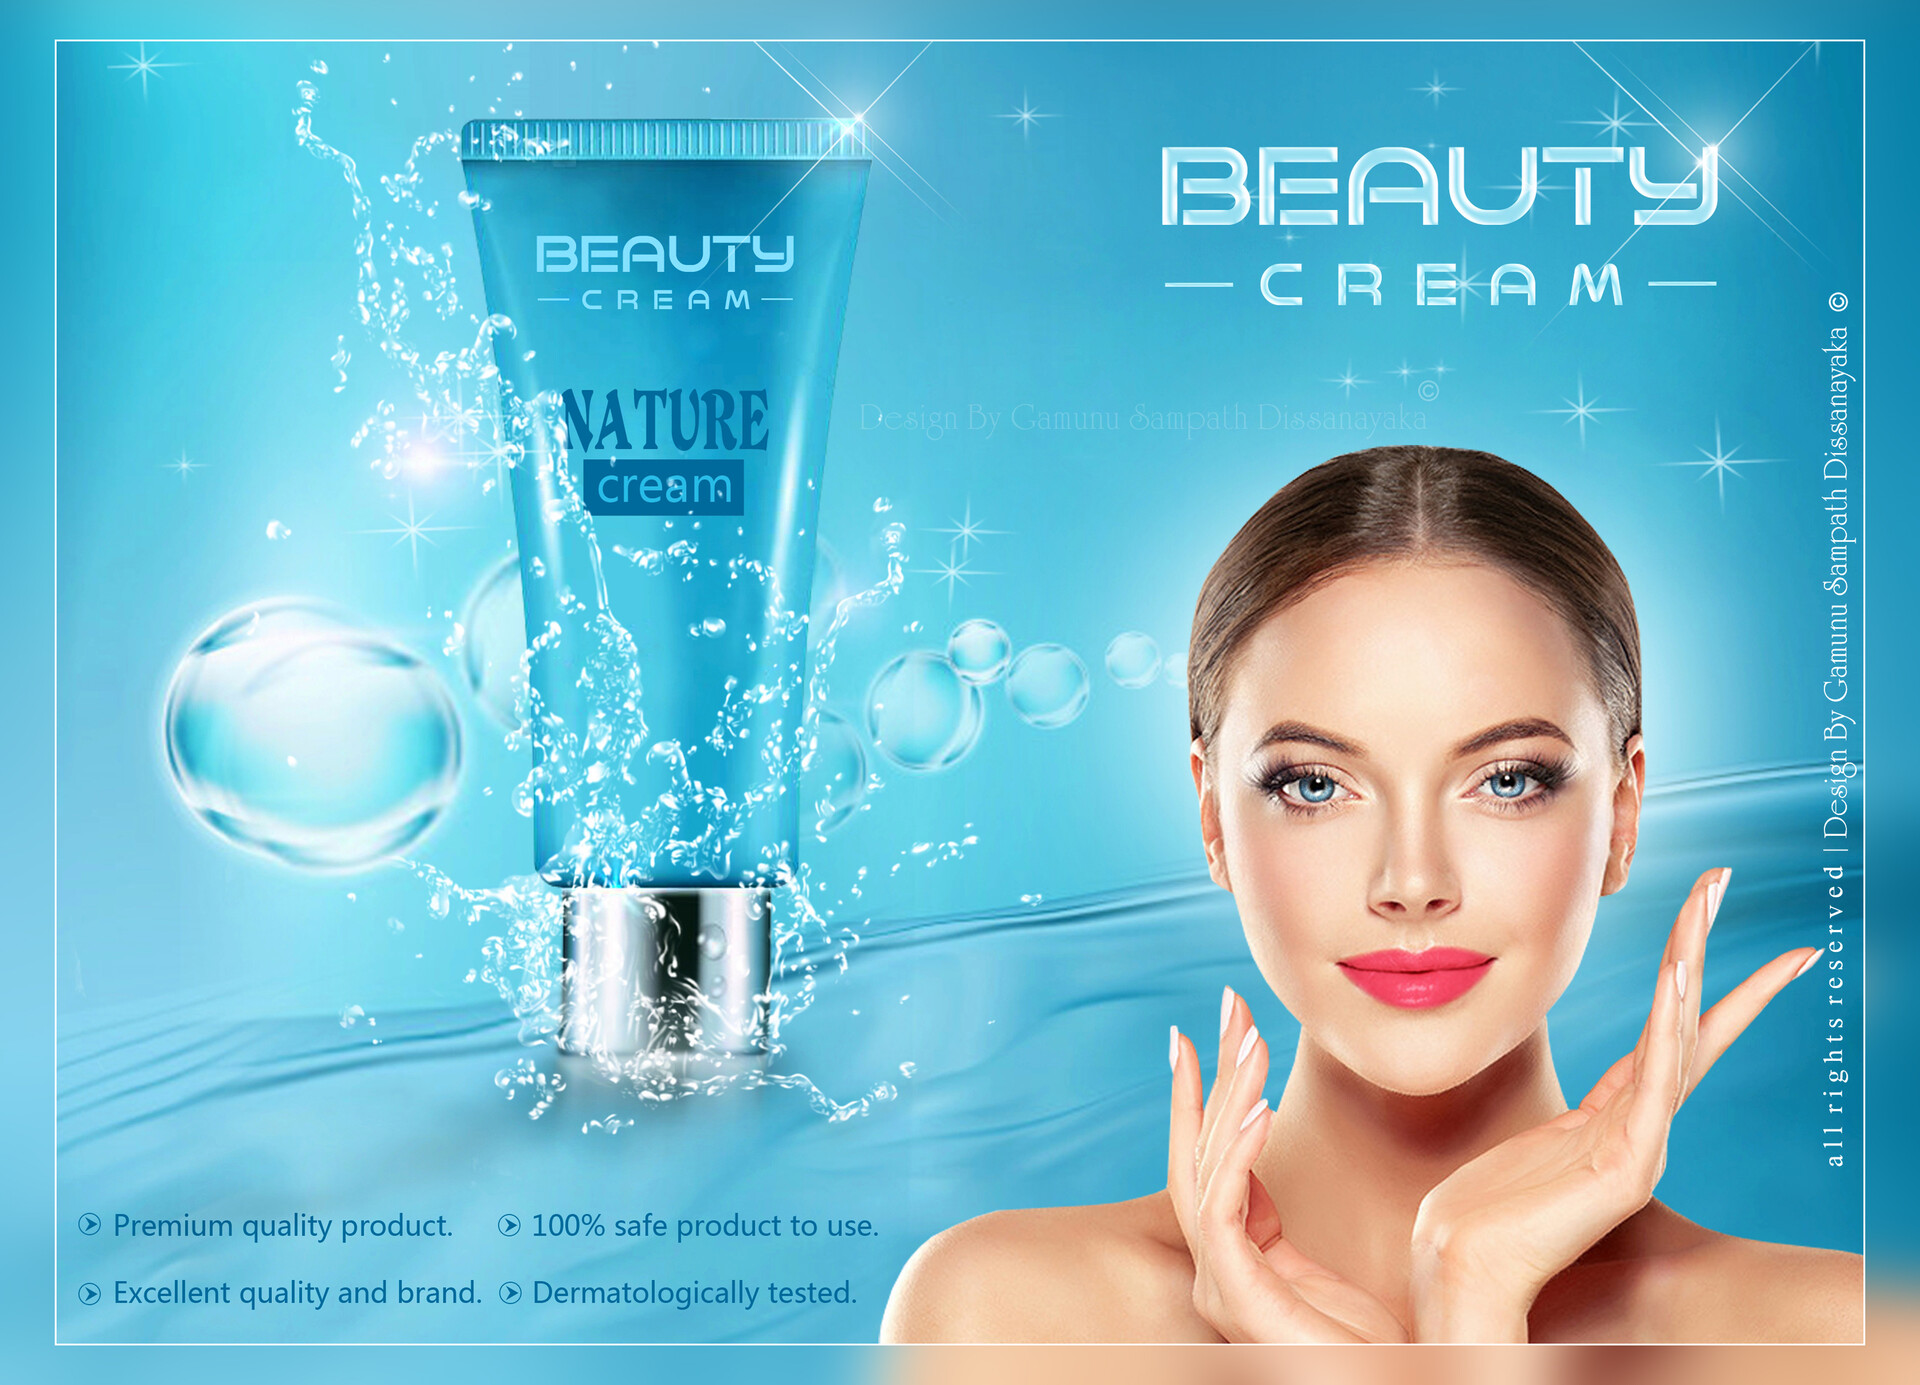 BEAUTY
CREAM
NATURE
cream
BEAUTY
CREAM
Design By Gamunu Sampath Dissanayaka ©
all rights reserved | Design By Gamunu Sampath Dissanayaka ©
Premium quality product.
100% safe product to use.
Excellent quality and brand.
Dermatologically tested.